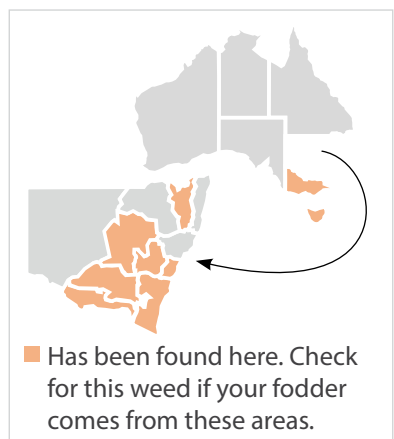 Has been found here. Check
for this weed if your fodder
comes from these areas.